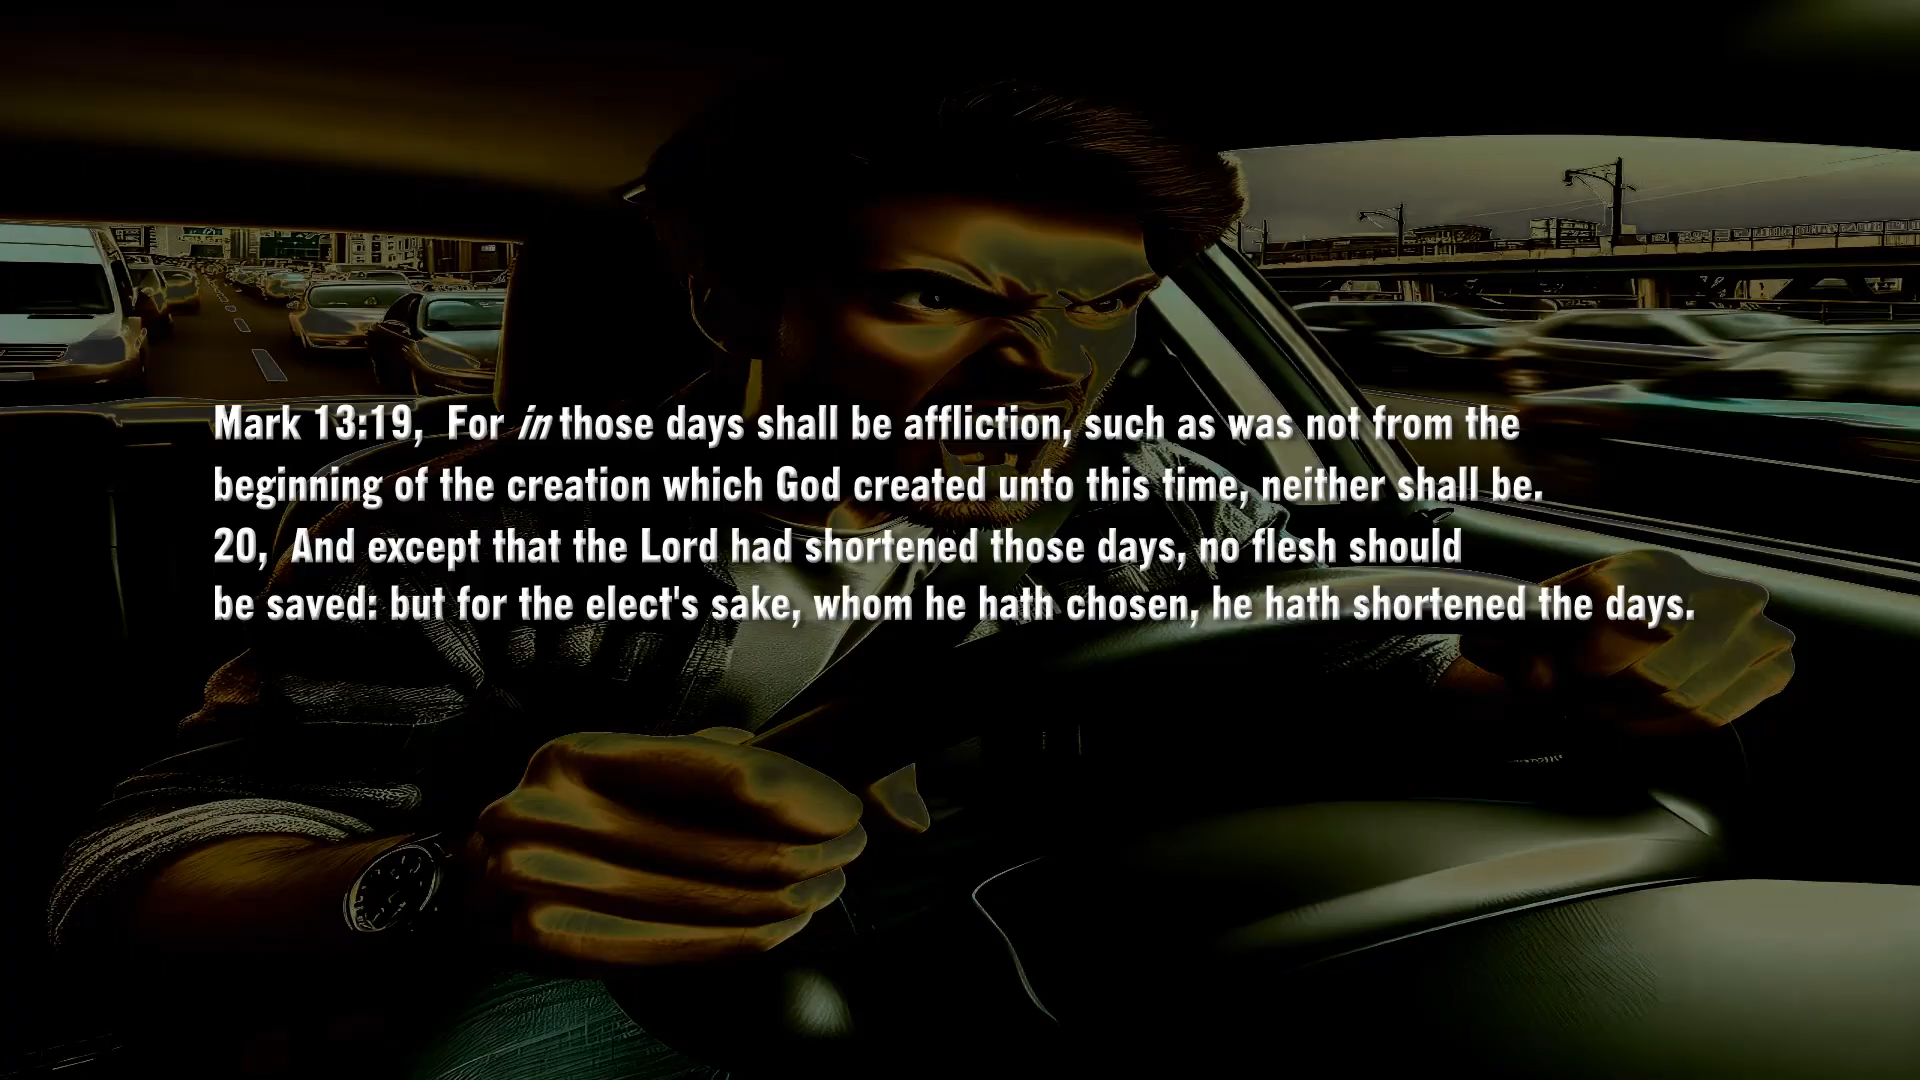 Mark 13:19,  For in those days shall be affliction, such as was not from the
beginning of the creation which God created unto this time, neither shall be.
20,  And except that the Lord had shortened those days, no flesh should
be saved: but for the elect's sake, whom he hath chosen, he hath shortened the days.